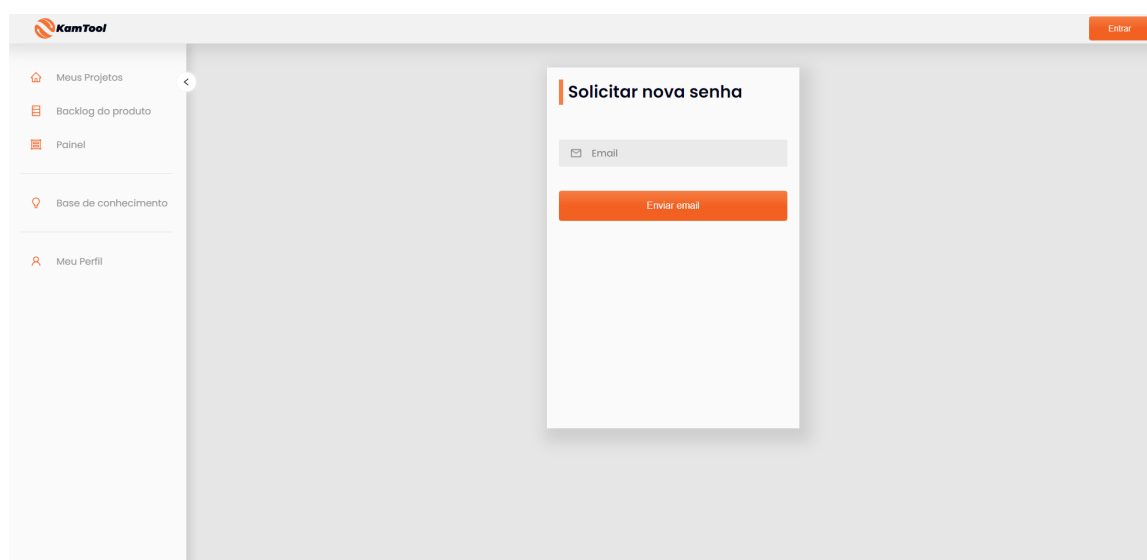 KamTool
Entrar
Meus Projetos
Backlog do produto
Painel
Base de conhecimento
Meu Perfil
Solicitar nova senha
Email
Enviar email